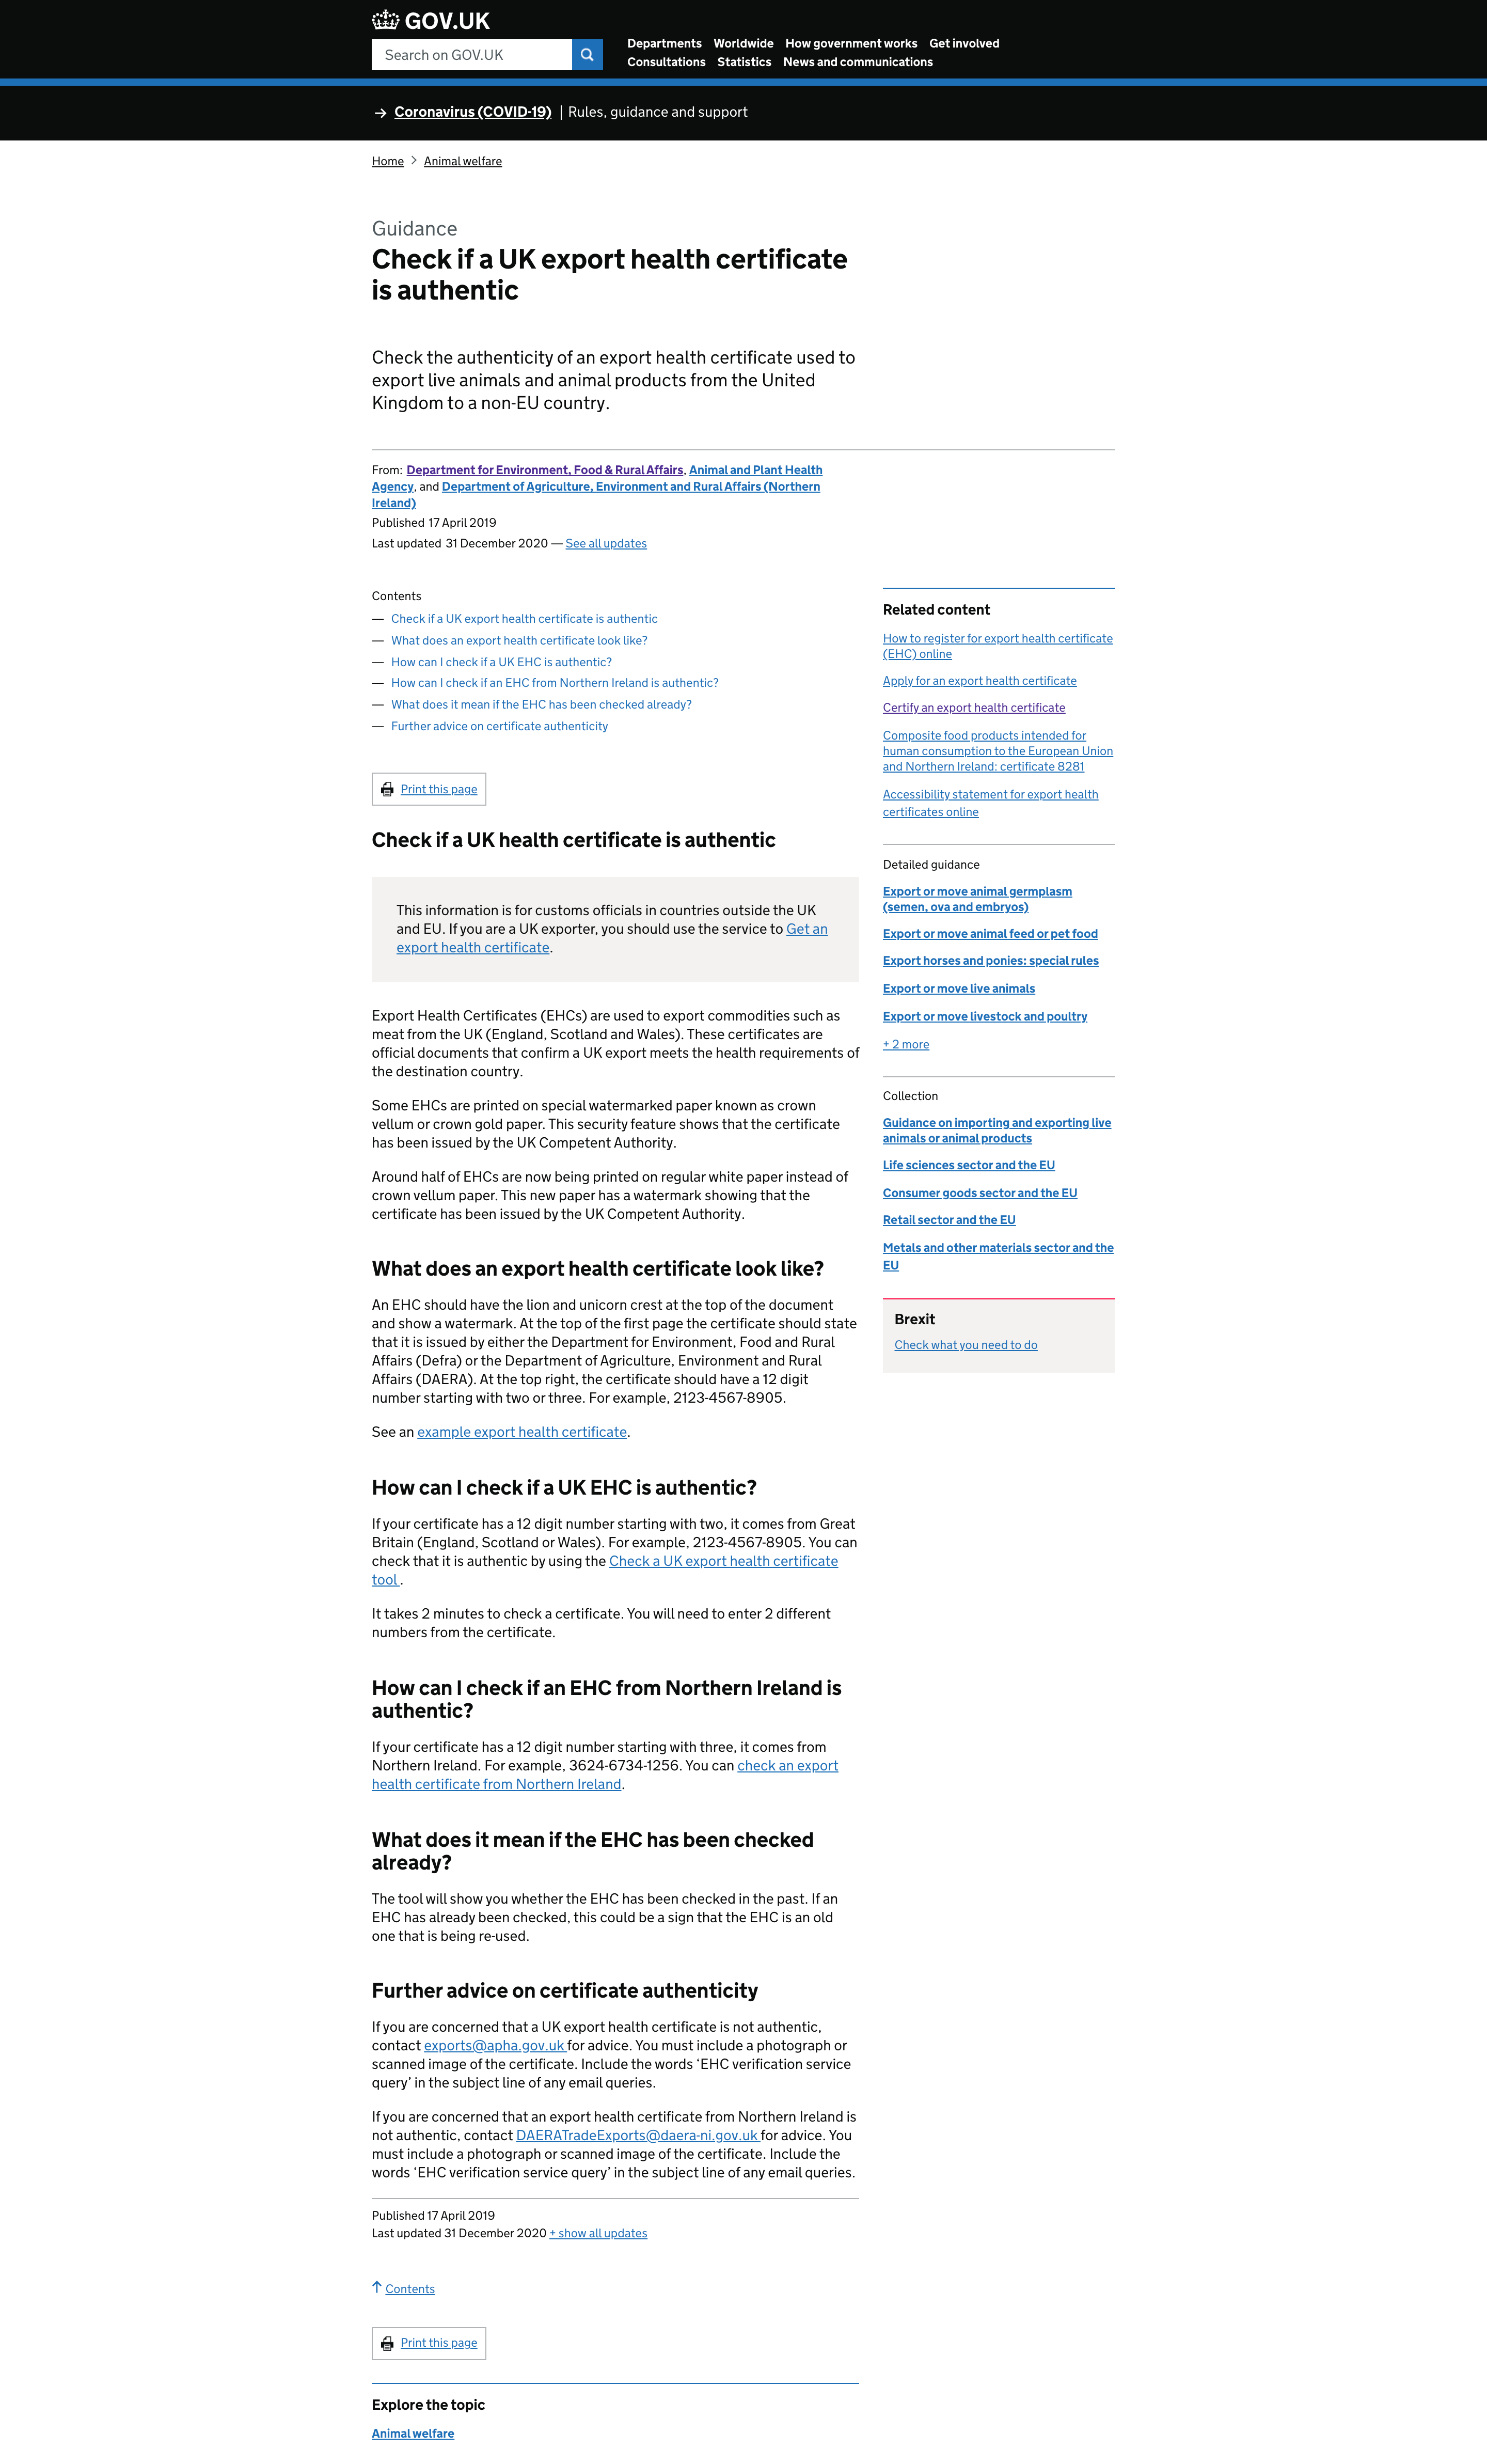 GOV.UK
Search on GOV.UK
Departments Worldwide How government works Get involved
Consultations Statistics News and communications
→ Coronavirus (COVID-19) | Rules, guidance and support
Home > Animal welfare
Guidance
Check if a UK export health certificate
is authentic
Check the authenticity of an export health certificate used to
export live animals and animal products from the United
Kingdom to a non-EU country.
From: Department for Environment, Food & Rural Affairs, Animal and Plant Health
Agency, and Department of Agriculture, Environment and Rural Affairs (Northern
Ireland)
Published 17 April 2019
Last updated 31 December 2020 — See all updates
Contents
— Check if a UK export health certificate is authentic
— What does an export health certificate look like?
— How can I check if a UK EHC is authentic?
— How can I check if an EHC from Northern Ireland is authentic?
— What does it mean if the EHC has been checked already?
— Further advice on certificate authenticity
Print this page
Check if a UK health certificate is authentic
This information is for customs officials in countries outside the UK
and EU. If you are a UK exporter, you should use the service to Get an
export health certificate.
Export Health Certificates (EHCs) are used to export commodities such as
meat from the UK (England, Scotland and Wales). These certificates are
official documents that confirm a UK export meets the health requirements of
the destination country.
Some EHCs are printed on special watermarked paper known as crown
vellum or crown gold paper. This security feature shows that the certificate
has been issued by the UK Competent Authority.
Around half of EHCs are now being printed on regular white paper instead of
crown vellum paper. This new paper has a watermark showing that the
certificate has been issued by the UK Competent Authority.
What does an export health certificate look like?
An EHC should have the lion and unicorn crest at the top of the document
and show a watermark. At the top of the first page the certificate should state
that it is issued by either the Department for Environment, Food and Rural
Affairs (Defra) or the Department of Agriculture, Environment and Rural
Affairs (DAERA). At the top right, the certificate should have a 12 digit
number starting with two or three. For example, 2123-4567-8905.
See an example export health certificate.
How can I check if a UK EHC is authentic?
If your certificate has a 12 digit number starting with two, it comes from Great
Britain (England, Scotland or Wales). For example, 2123-4567-8905. You can
check that it is authentic by using the Check a UK export health certificate
tool .
It takes 2 minutes to check a certificate. You will need to enter 2 different
numbers from the certificate.
How can I check if an EHC from Northern Ireland is
authentic?
If your certificate has a 12 digit number starting with three, it comes from
Northern Ireland. For example, 3624-6734-1256. You can check an export
health certificate from Northern Ireland.
What does it mean if the EHC has been checked
already?
The tool will show you whether the EHC has been checked in the past. If an
EHC has already been checked, this could be a sign that the EHC is an old
one that is being re-used.
Further advice on certificate authenticity
If you are concerned that a UK export health certificate is not authentic,
contact exports@apha.gov.uk for advice. You must include a photograph or
scanned image of the certificate. Include the words ‘EHC verification service
query’ in the subject line of any email queries.
If you are concerned that an export health certificate from Northern Ireland is
not authentic, contact DAERATradeExports@daera-ni.gov.uk for advice. You
must include a photograph or scanned image of the certificate. Include the
words ‘EHC verification service query’ in the subject line of any email queries.
Published 17 April 2019
Last updated 31 December 2020 + show all updates
↑ Contents
Print this page
Explore the topic
Animal welfare
Related content
How to register for export health certificate
(EHC) online
Apply for an export health certificate
Certify an export health certificate
Composite food products intended for
human consumption to the European Union
and Northern Ireland: certificate 8281
Accessibility statement for export health
certificates online
Detailed guidance
Export or move animal germplasm
(semen, ova and embryos)
Export or move animal feed or pet food
Export horses and ponies: special rules
Export or move live animals
Export or move livestock and poultry
+ 2 more
Collection
Guidance on importing and exporting live
animals or animal products
Life sciences sector and the EU
Consumer goods sector and the EU
Retail sector and the EU
Metals and other materials sector and the
EU
Brexit
Check what you need to do